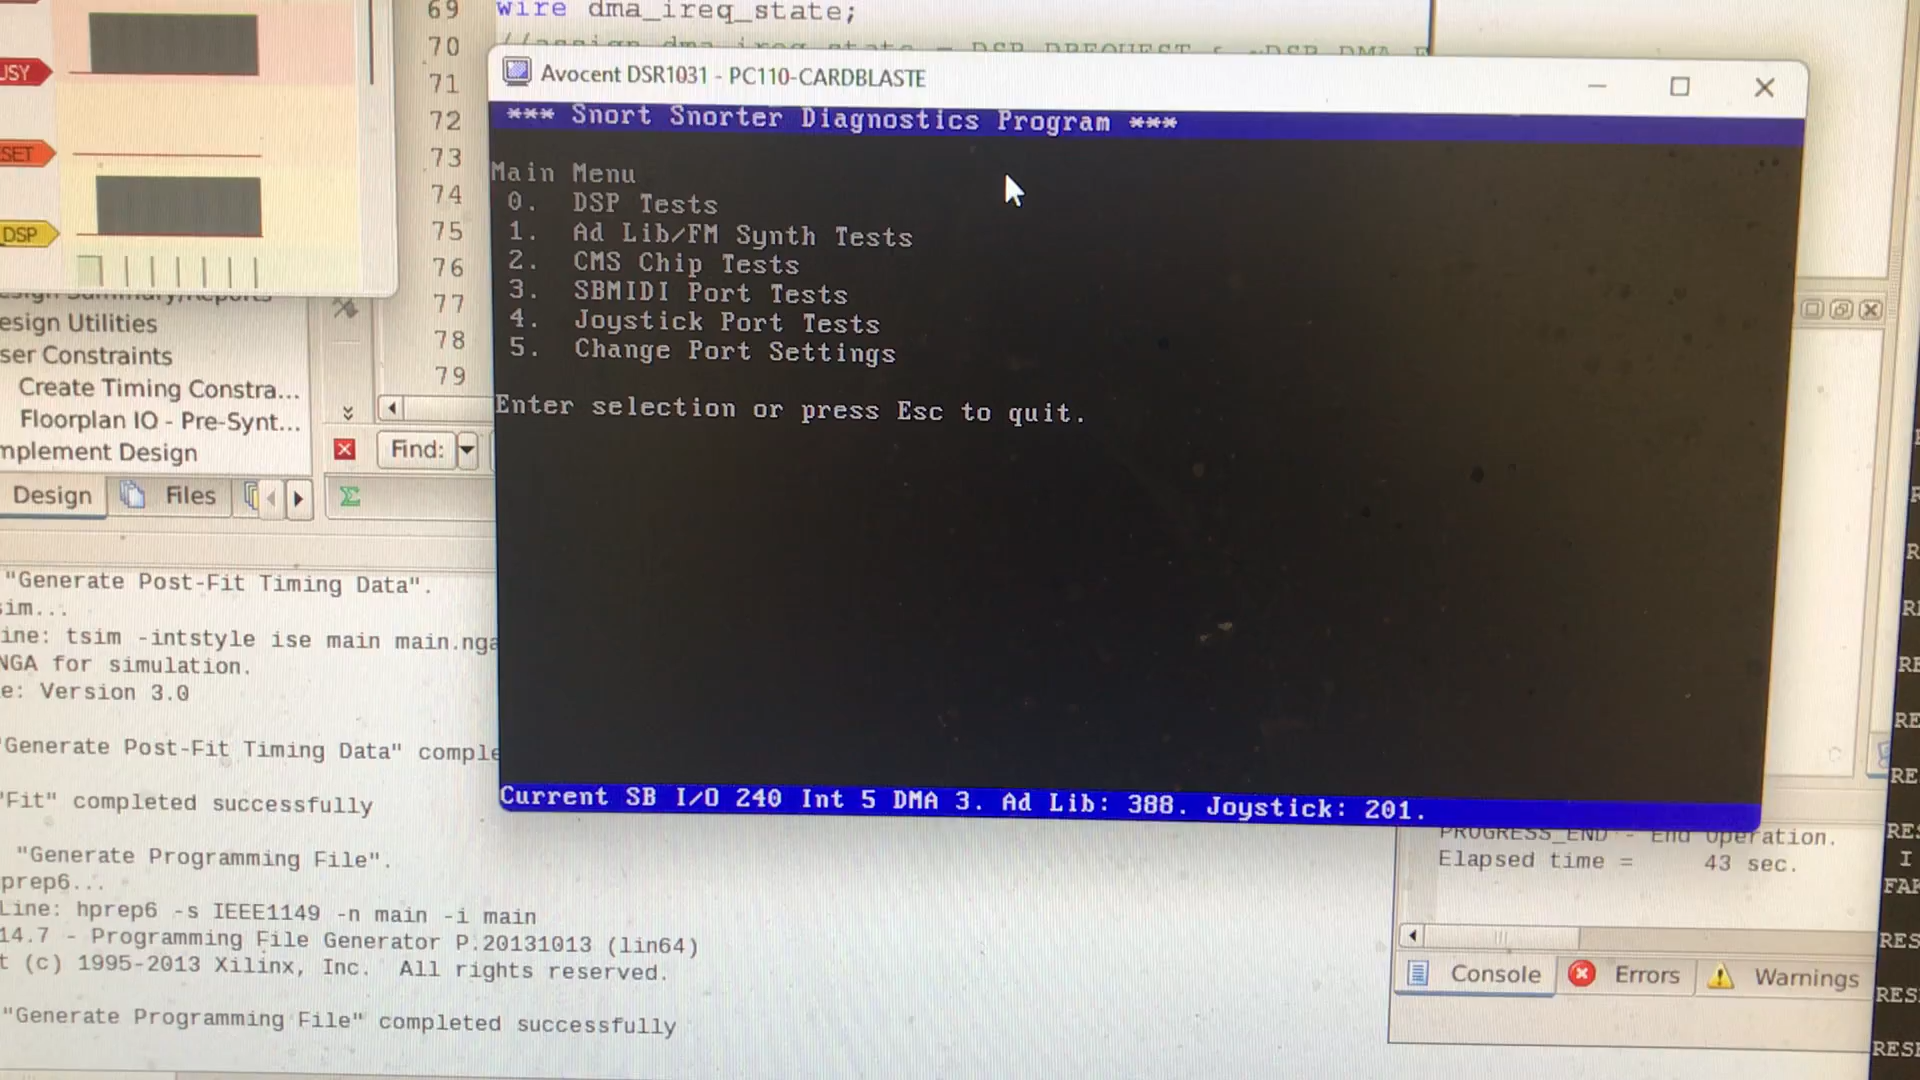 69 wire dma_ireq_state;
70
71
72
73
74
75
76
77
78
79
USY
SET
DSP
Avocent DSR1031 - PC110-CARDBLASTE
*** Snort Snorter Diagnostics Program ***
Main Menu
0. DSP Tests
1. Ad Lib/FM Synth Tests
2. CMS Chip Tests
3. SBMIDI Port Tests
4. Joystick Port Tests
5. Change Port Settings
Enter selection or press Esc to quit.
Current SB I/O 240 Int 5 DMA 3. Ad Lib: 388. Joystick: 201.
esign Utilities
ser Constraints
Create Timing Constra...
Floorplan IO - Pre-Synt...
mplement Design
Find:
Design
Files
"Generate Post-Fit Timing Data".
sim...
ine: tsim -intstyle ise main main.nga
NGA for simulation.
e: Version 3.0
"Generate Post-Fit Timing Data" comple
"Fit" completed successfully
"Generate Programming File".
prep6...
Line: hprep6 -s IEEE1149 -n main -i main
14.7 - Programming File Generator P.20131013 (lin64)
t (c) 1995-2013 Xilinx, Inc. All rights reserved.
"Generate Programming File" completed successfully
PROGRESS_END - End Operation.
Elapsed time = 43 sec.
Console
Errors
Warnings